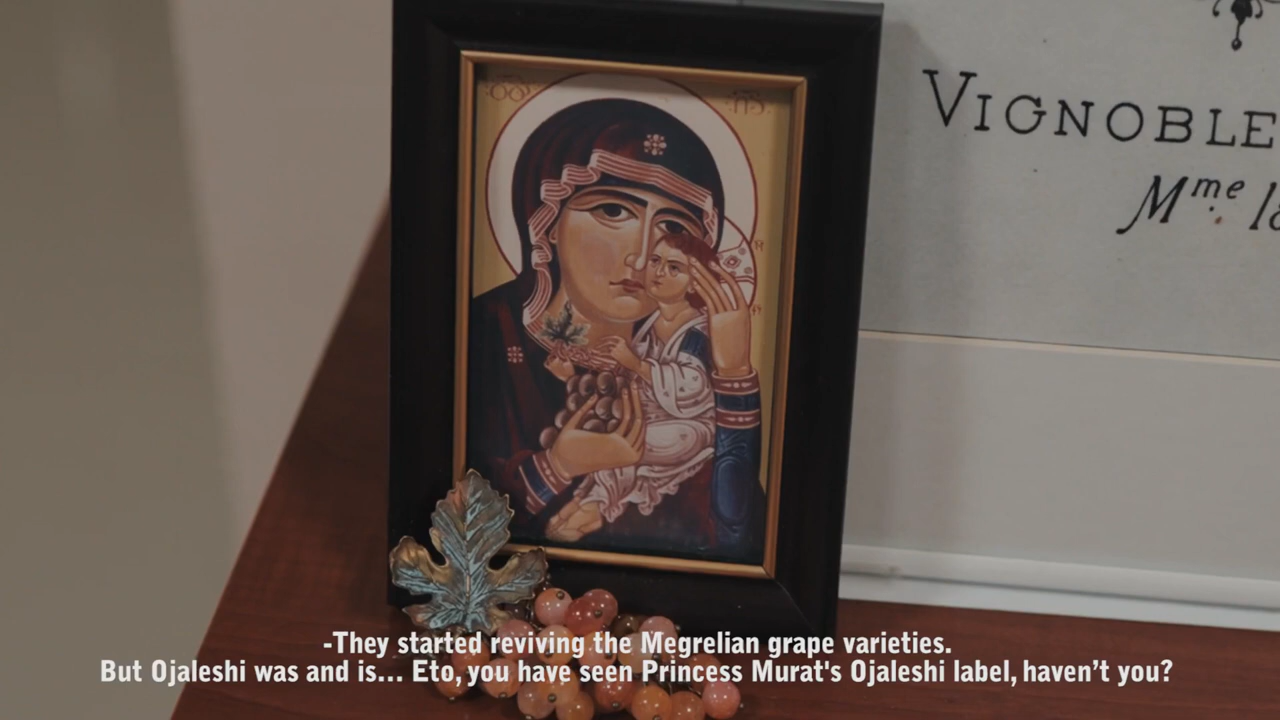 VIGNOBLE
Mme la
-They started reviving the Megrelian grape varieties.
But Ojaleshi was and is... Eto, you have seen Princess Murat's Ojaleshi label, haven't you?